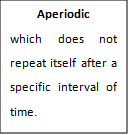 Aperiodic
which does not
repeat itself after a
specific interval of
time.